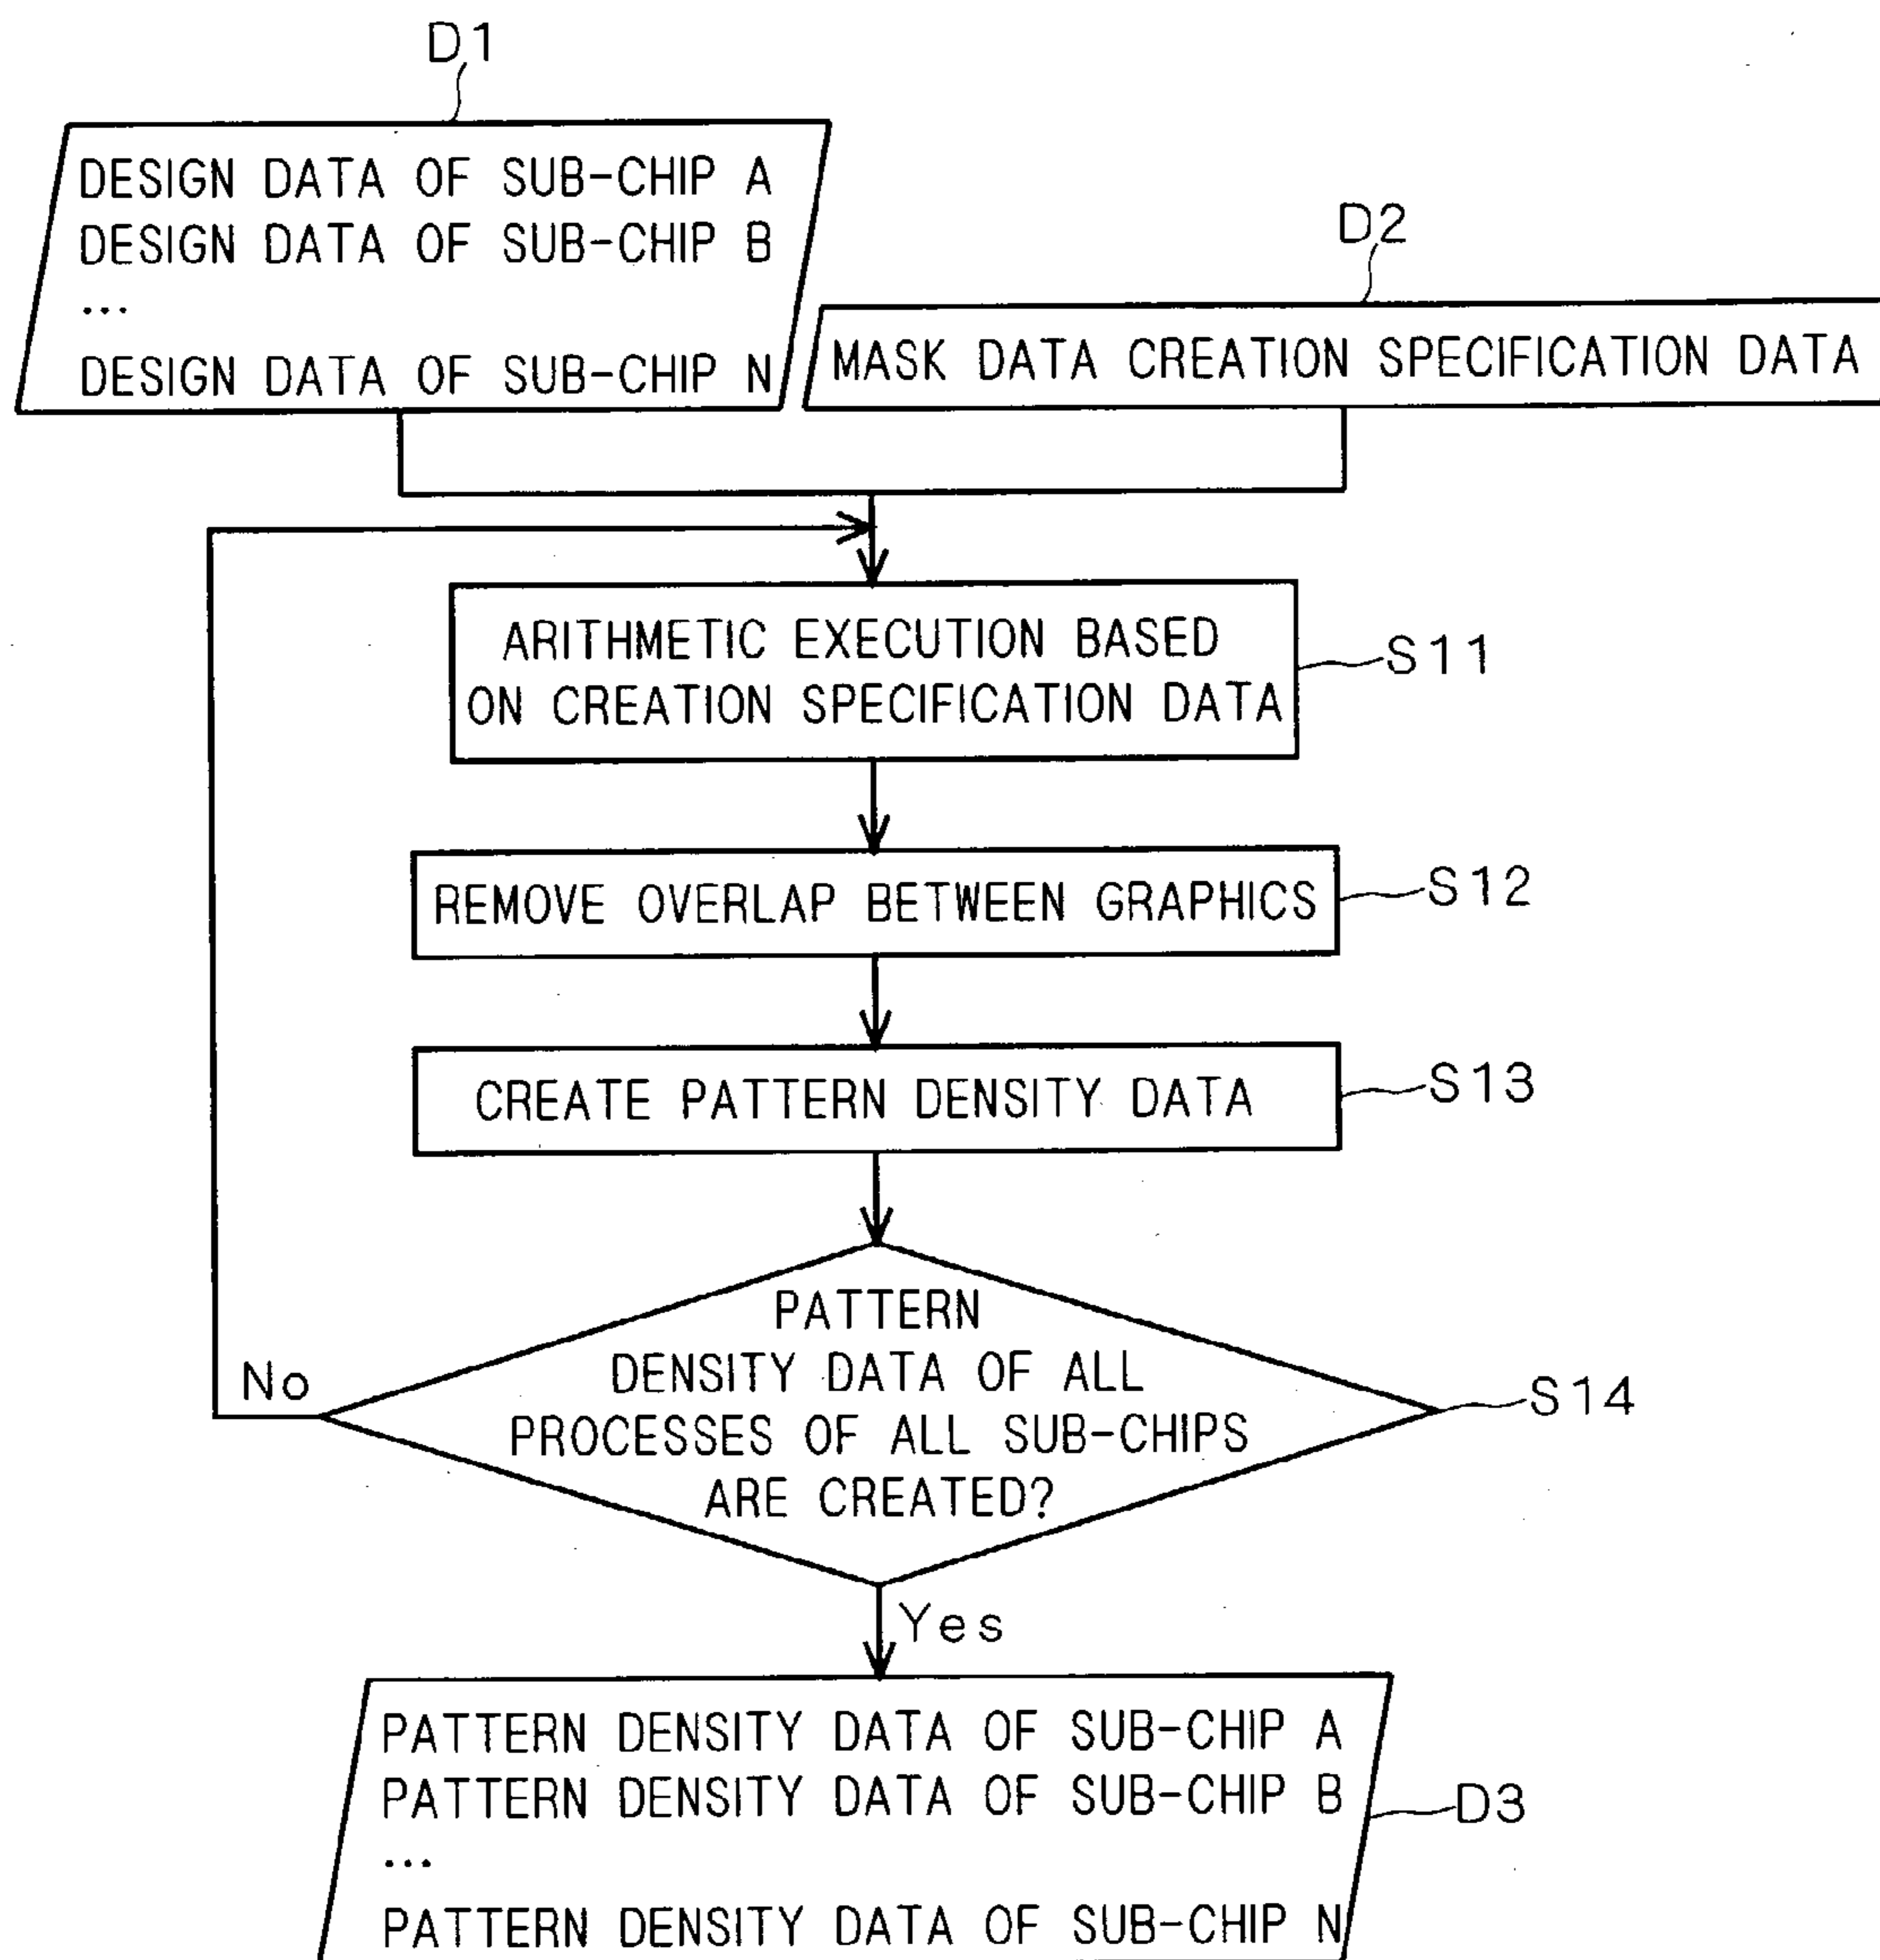 D1
DESIGN DATA OF SUB-CHIP A
DESIGN DATA OF SUB-CHIP B
...
DESIGN DATA OF SUB-CHIP N
D2
MASK DATA CREATION SPECIFICATION DATA
ARITHMETIC EXECUTION BASED
ON CREATION SPECIFICATION DATA
S11
REMOVE OVERLAP BETWEEN GRAPHICS
S12
CREATE PATTERN DENSITY DATA
S13
PATTERN
DENSITY DATA OF ALL
PROCESSES OF ALL SUB-CHIPS
ARE CREATED?
S14
No
Yes
PATTERN DENSITY DATA OF SUB-CHIP A
PATTERN DENSITY DATA OF SUB-CHIP B
...
PATTERN DENSITY DATA OF SUB-CHIP N
D3